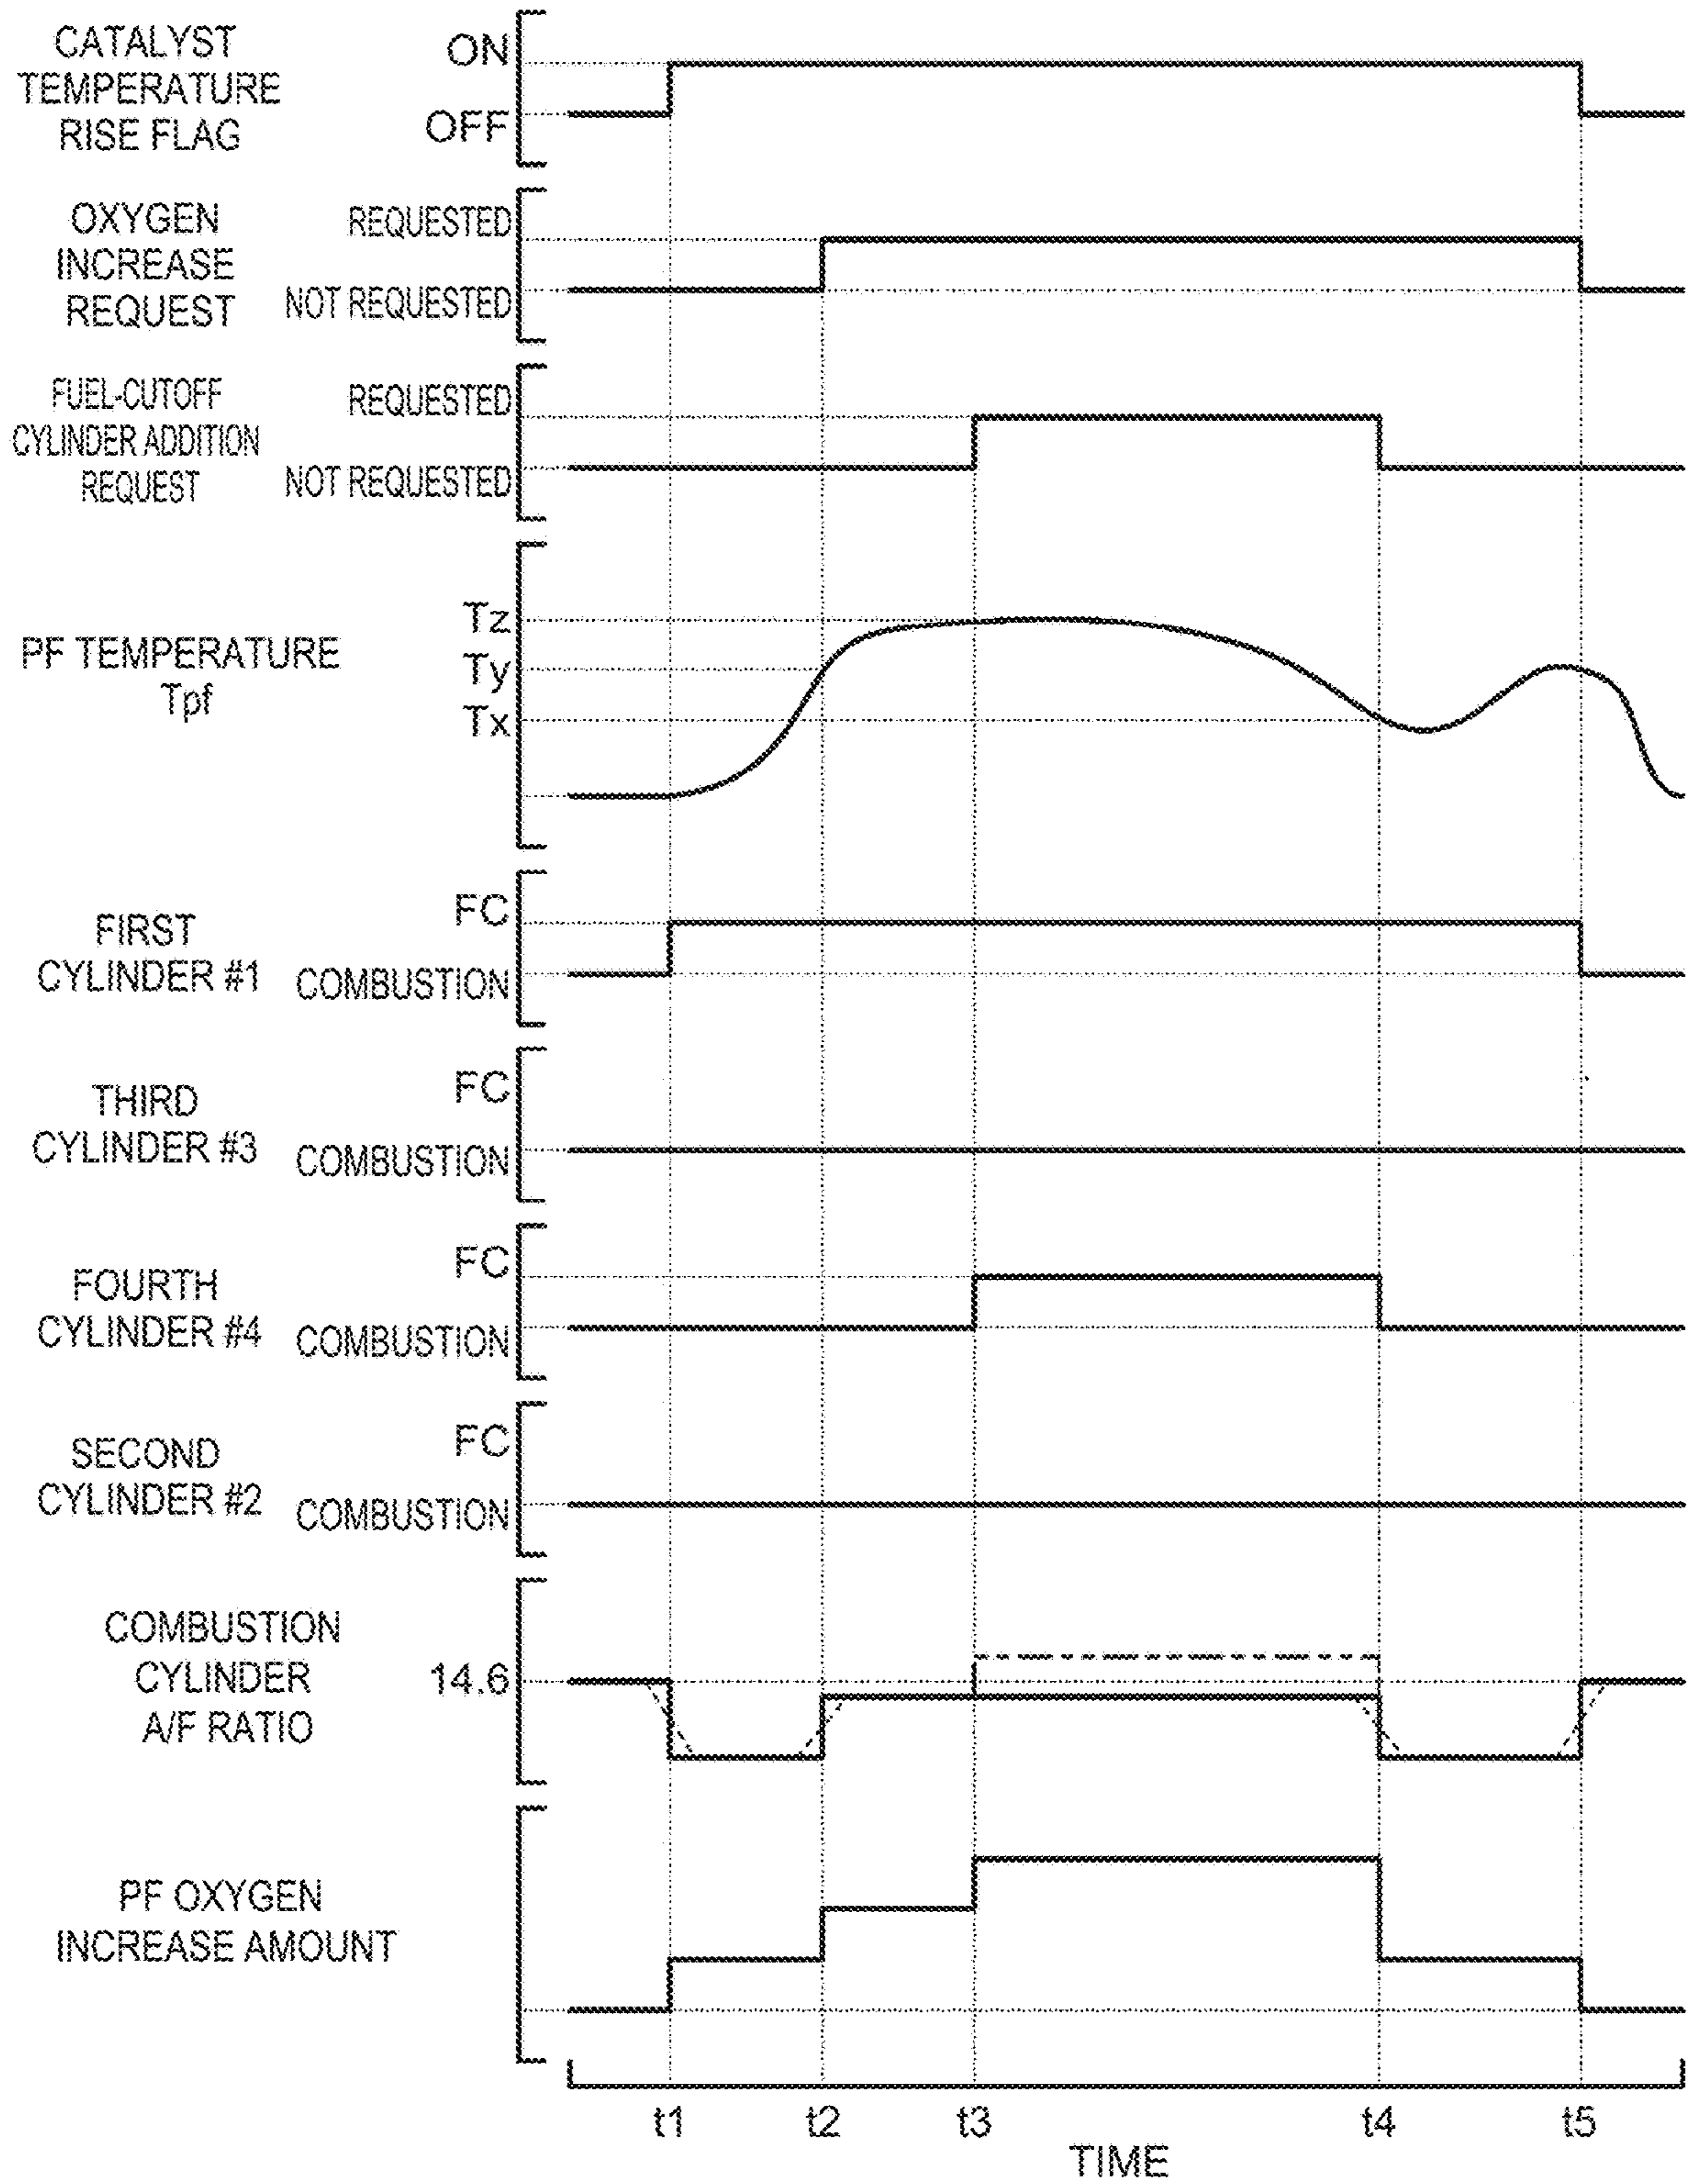 CATALYST
TEMPERATURE
RISE FLAG
ON
OFF
OXYGEN
INCREASE
REQUEST
REQUESTED
NOT REQUESTED
FUEL-CUTOFF
CYLINDER ADDITION
REQUEST
REQUESTED
NOT REQUESTED
PF TEMPERATURE
Tpf
Tz
Ty
Tx
FIRST
CYLINDER #1
FC
COMBUSTION
THIRD
CYLINDER #3
FC
COMBUSTION
FOURTH
CYLINDER #4
FC
COMBUSTION
SECOND
CYLINDER #2
FC
COMBUSTION
COMBUSTION
CYLINDER
A/F RATIO
14.6
PF OXYGEN
INCREASE AMOUNT
t1 t2 t3 t4 t5
TIME